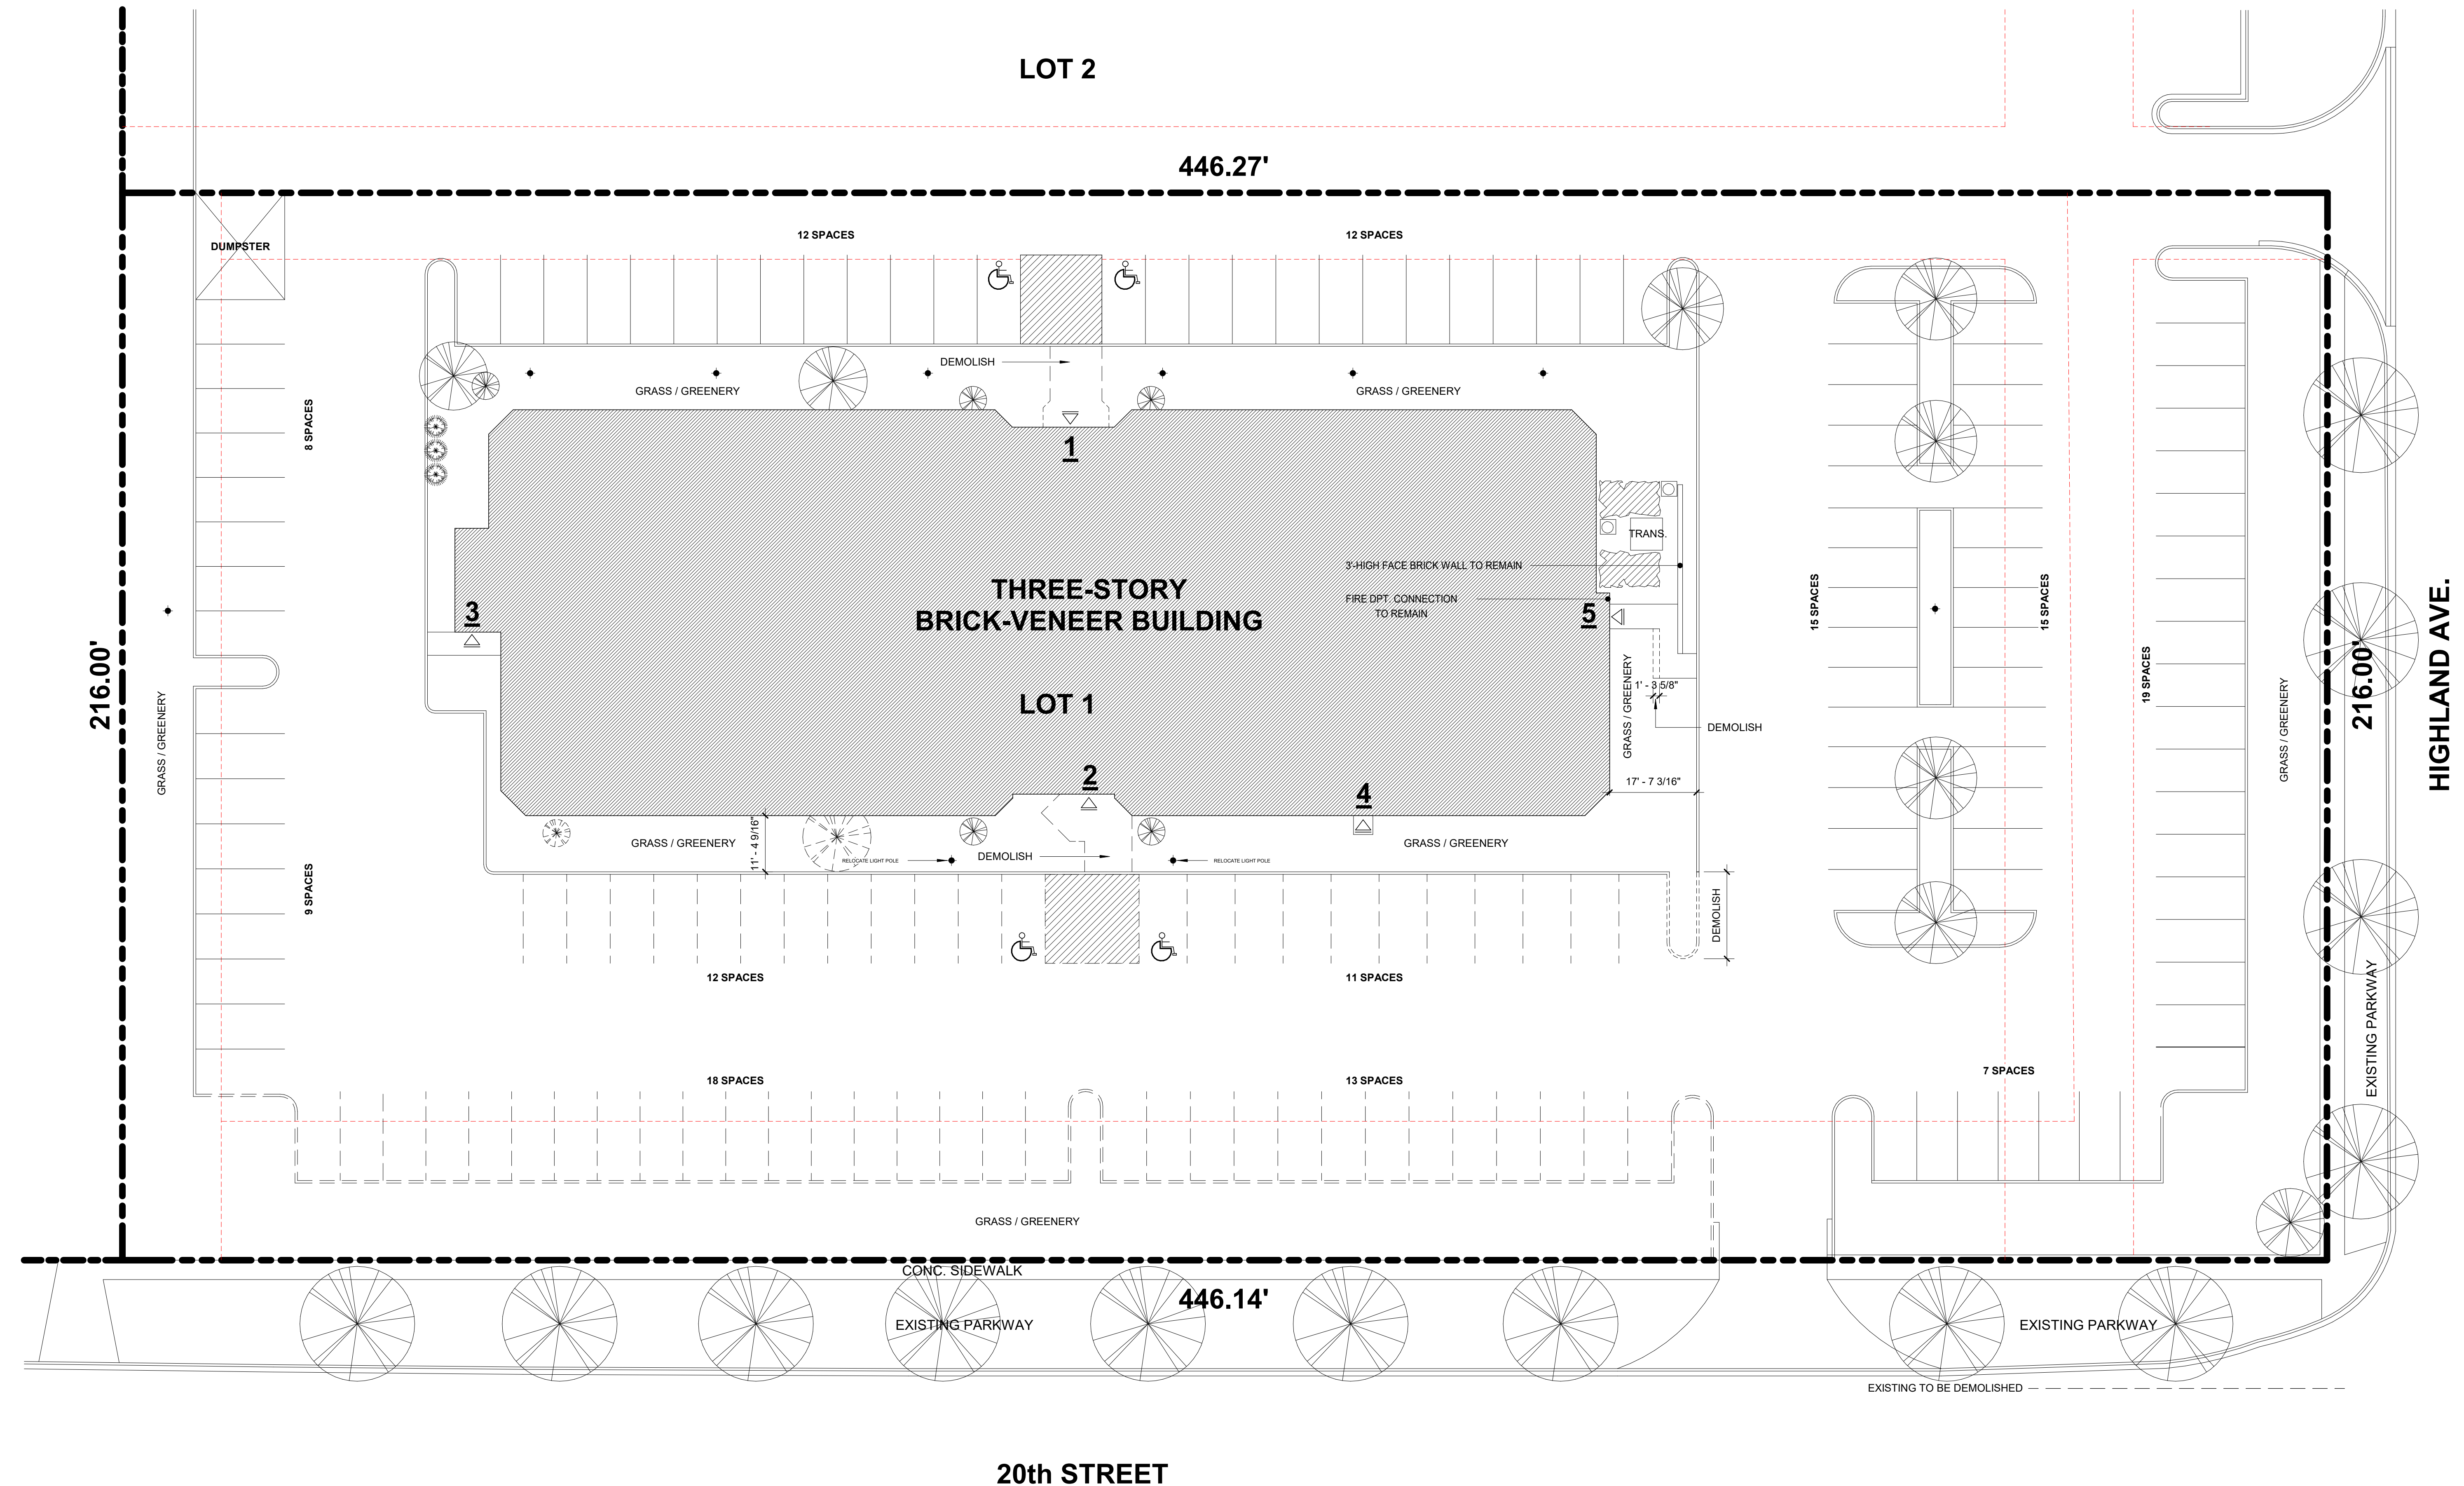 LOT 2
446.27'
DUMPSTER
12 SPACES
12 SPACES
DEMOLISH
GRASS / GREENERY
GRASS / GREENERY
1
8 SPACES
TRANS.
3'-HIGH FACE BRICK WALL TO REMAIN
FIRE DPT. CONNECTION
TO REMAIN
THREE-STORY
BRICK-VENEER BUILDING
3
5
15 SPACES
15 SPACES
19 SPACES
216.00'
GRASS / GREENERY
LOT 1
GRASS / GREENERY
1' - 3 5/8"
DEMOLISH
GRASS / GREENERY
216.00'
HIGHLAND AVE.
2
4
17' - 7 3/16"
GRASS / GREENERY
11' - 4 9/16"
RELOCATE LIGHT POLE
DEMOLISH
RELOCATE LIGHT POLE
GRASS / GREENERY
9 SPACES
DEMOLISH
12 SPACES
11 SPACES
EXISTING PARKWAY
18 SPACES
13 SPACES
7 SPACES
GRASS / GREENERY
CONC. SIDEWALK
446.14'
EXISTING PARKWAY
EXISTING PARKWAY
EXISTING TO BE DEMOLISHED
20th STREET